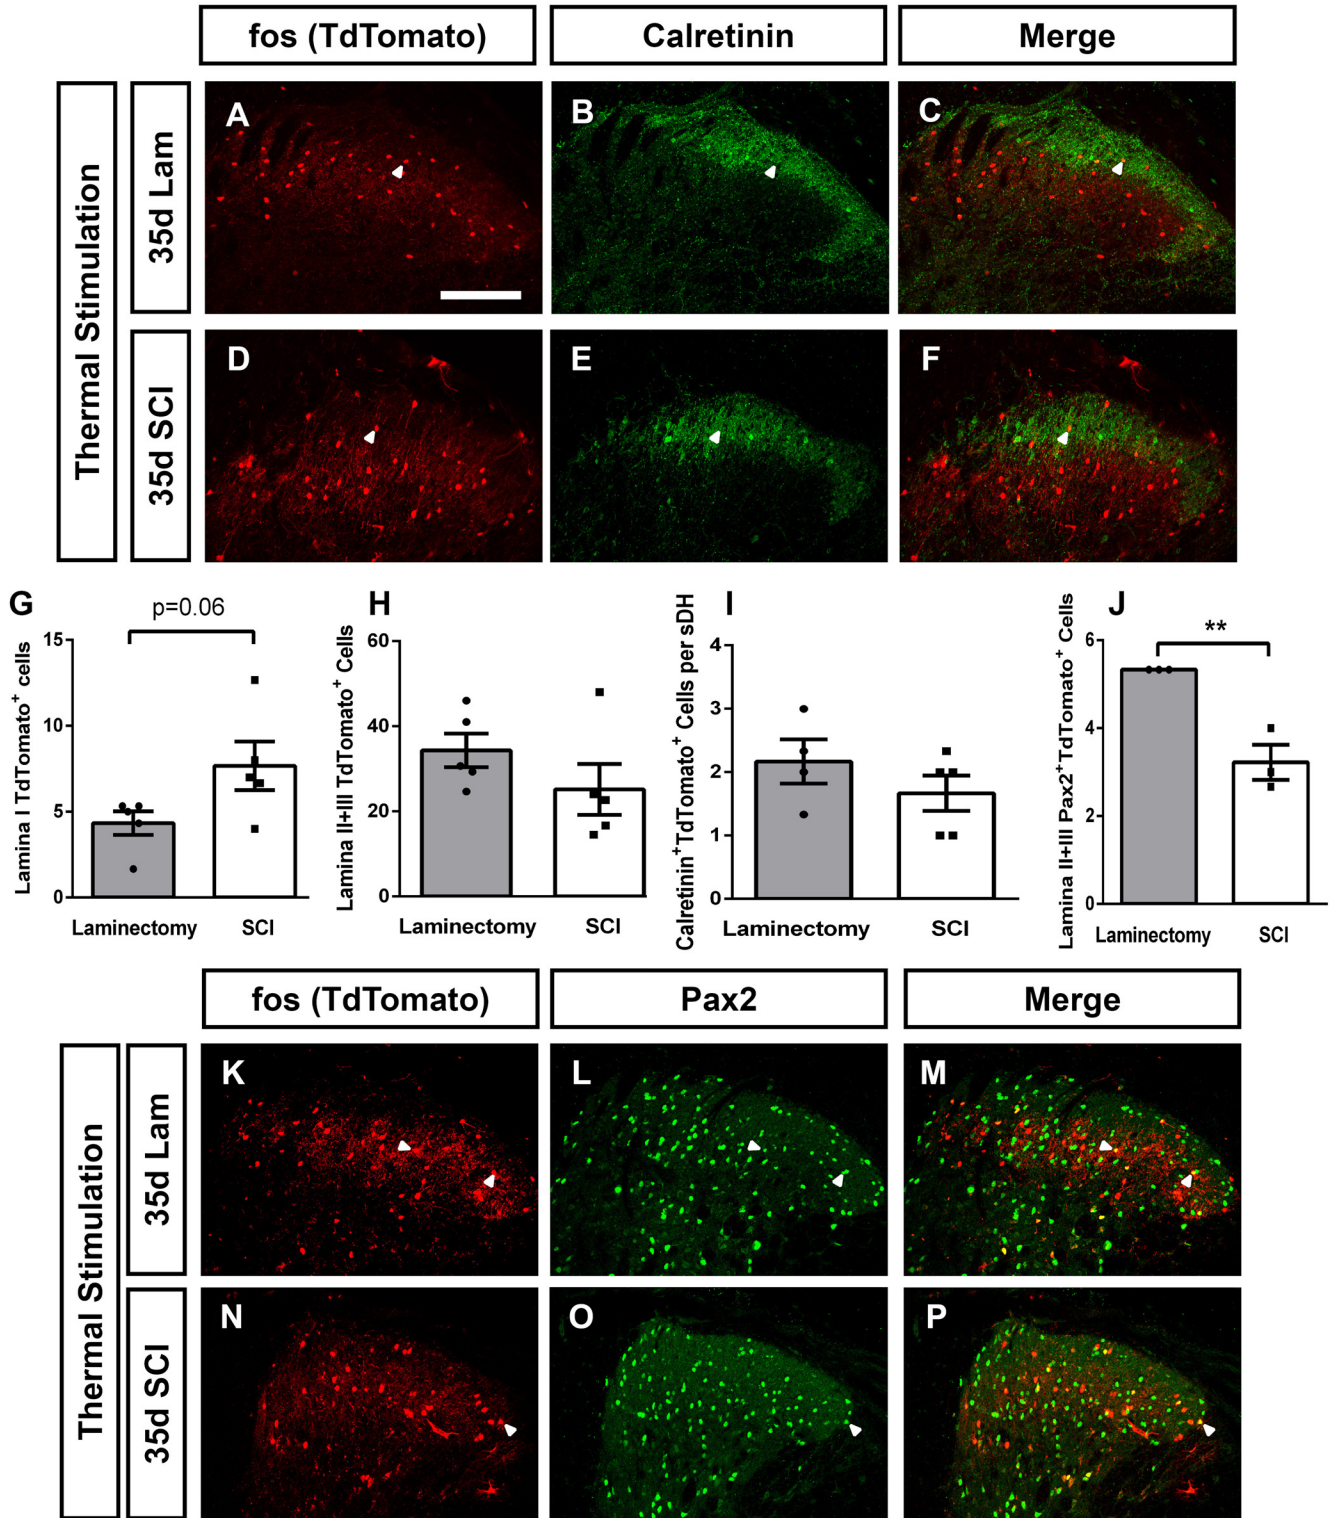 fos (TdTomato)
Calretinin
Merge
Thermal Stimulation
35d Lam
A
B
C
35d SCI
D
E
F
G
p=0.06
Lamina I TdTomato+ cells
15
10
5
0
Laminectomy
SCI
H
Lamina II+III TdTomato+ Cells
60
40
20
0
Laminectomy
SCI
I
Calretinin+TdTomato+ Cells per sDH
4
3
2
1
0
Laminectomy
SCI
J
**
Lamina II+III Pax2+TdTomato+ Cells
6
4
2
0
Laminectomy
SCI
fos (TdTomato)
Pax2
Merge
Thermal Stimulation
35d Lam
K
L
M
35d SCI
N
O
P